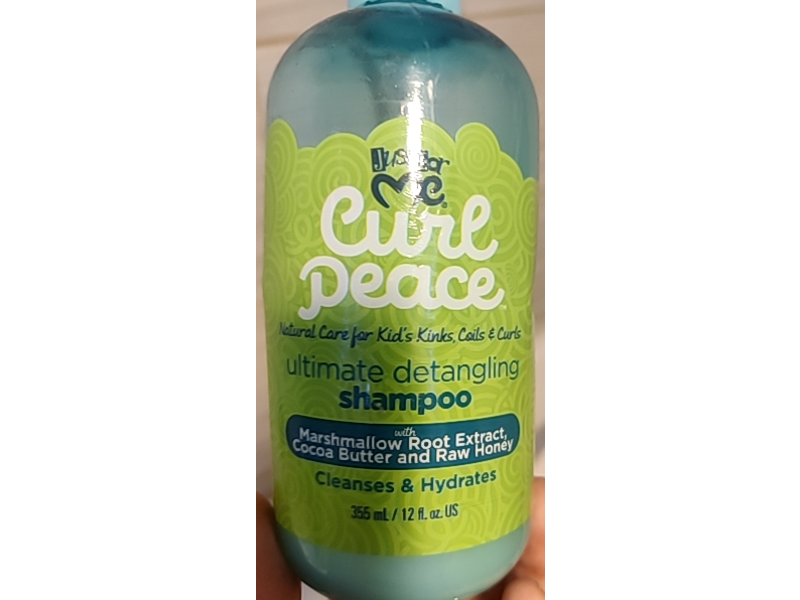 Just for
Me®
Curl
Peace™
Natural Care for Kid's Kinks, Coils & Curls
ultimate detangling
shampoo
with
Marshmallow Root Extract,
Cocoa Butter and Raw Honey
Cleanses & Hydrates
355 mL / 12 fl. oz. US